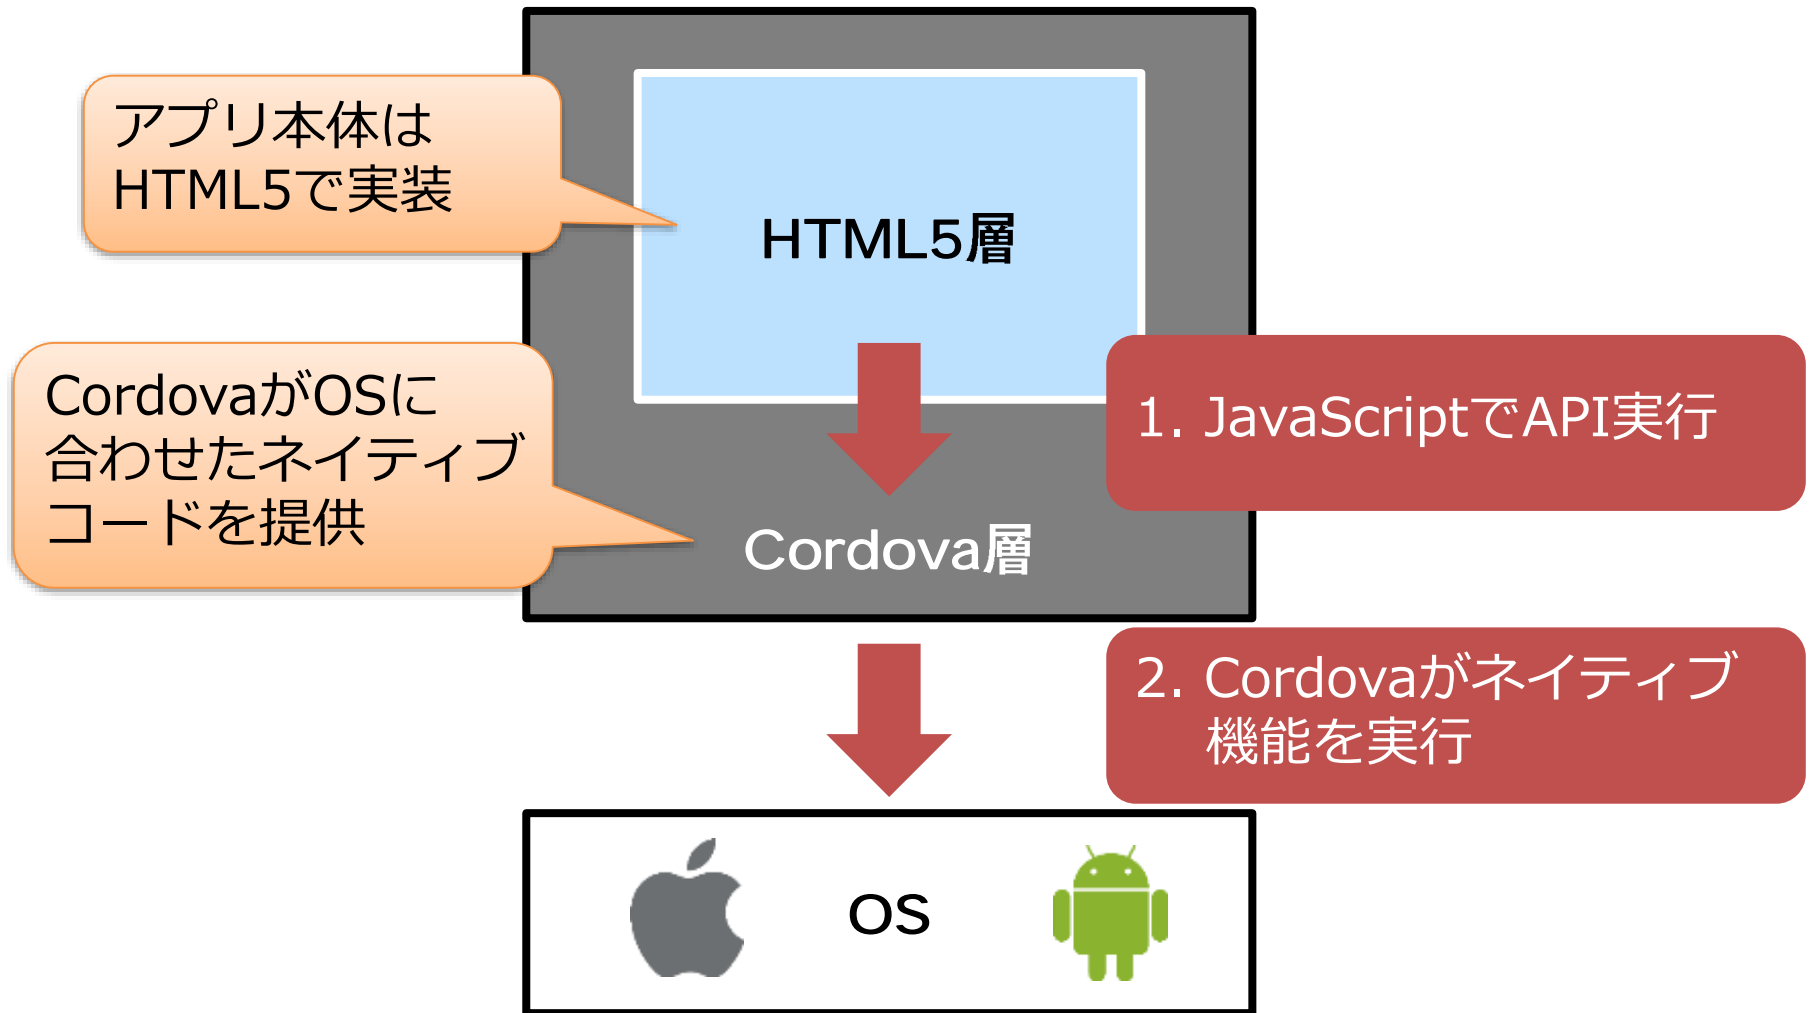 アプリ本体は
HTML5で実装
HTML5層
CordovaがOSに
合わせたネイティブ
コードを提供
1. JavaScriptでAPI実行
Cordova層
2. Cordovaがネイティブ
機能を実行
OS